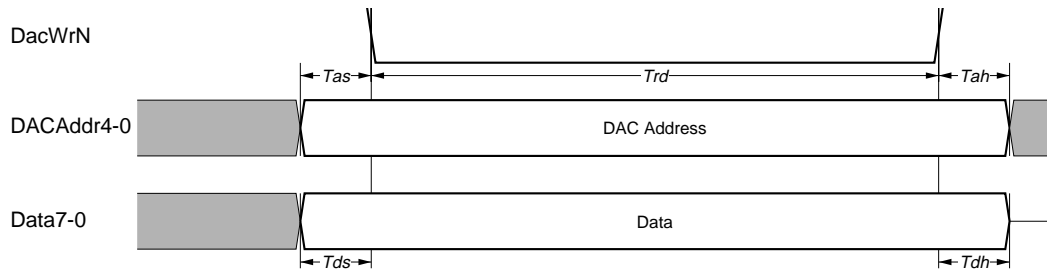 DacWrN
Tas Trd Tah
DACAddr4-0 DAC Address
Data7-0 Data
Tds Tdh